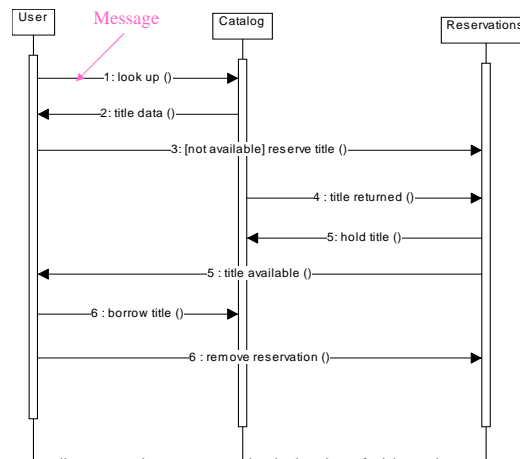 User
Message
Catalog
Reservations
1: look up ()
2: title data ()
3: [not available] reserve title ()
4 : title returned ()
5: hold title ()
5 : title available ()
6 : borrow title ()
6 : remove reservation ()